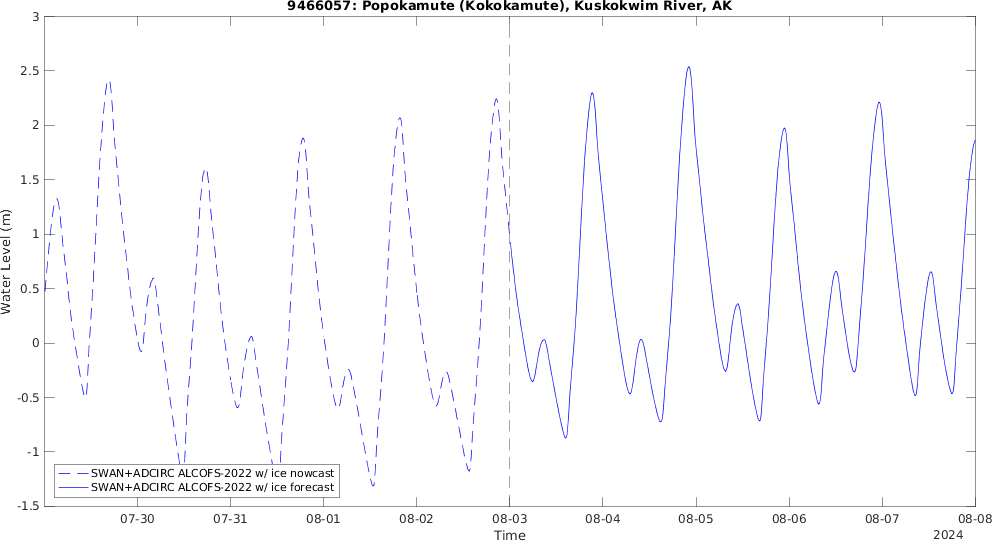 9466057: Popokamute (Kokokamute), Kuskokwim River, AK
3
2.5
2
1.5
1
0.5
0
-0.5
-1
-1.5
Water Level (m)
SWAN+ADCIRC ALCOFS-2022 w/ ice nowcast
SWAN+ADCIRC ALCOFS-2022 w/ ice forecast
07-30 07-31 08-01 08-02 08-03 08-04 08-05 08-06 08-07 08-08
Time
2024